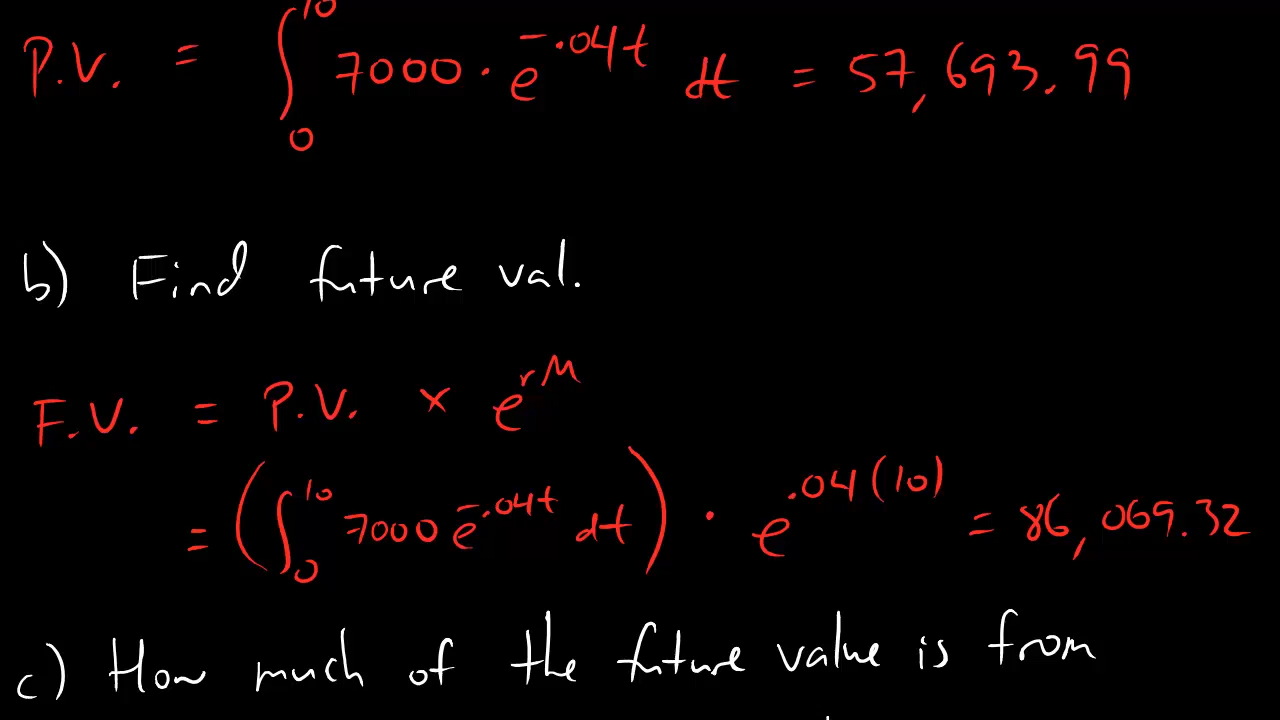 P.V. = ∫₀¹⁰ 7000 · e^{-.04t} dt = 57,693.99
b) Find future val.
F.V. = P.V. × e^{rM}
= (∫₀¹⁰ 7000 e^{-.04t} dt) · e^{.04(10)} = 86,069.32
c) How much of the future value is from